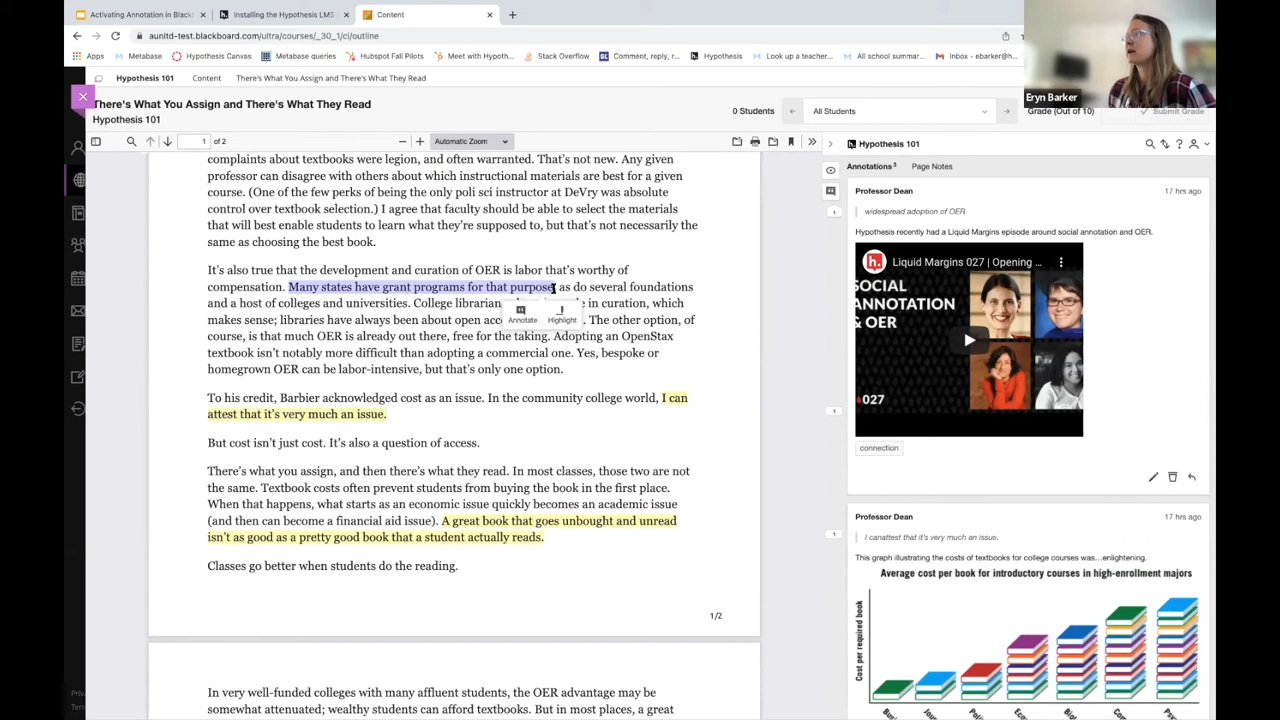 Activating Annotation in Black
Installing the Hypothesis LMS
Content
aunltd-test.blackboard.com/ultra/courses/_30_1/cl/outline
Apps
Metabase
Hypothesis Canvas
Metabase queries
Hubspot Fall Pilots
Meet with Hypoth...
Stack Overflow
Comment, reply, r...
Hypothesis
Look up a teacher...
All school summar...
Inbox - ebarker@h
Eryn Barker
Hypothesis 101
Content
There's What You Assign and There's What They Read
There's What You Assign and There's What They Read
Hypothesis 101
0 Students
All Students
Grade (Out of 10)
Submit Grade
1 of 2
Automatic Zoom
complaints about textbooks were legion, and often warranted. That's not new. Any given
professor can disagree with others about which instructional materials are best for a given
course. (One of the few perks of being the only poli sci instructor at DeVry was absolute
control over textbook selection.) I agree that faculty should be able to select the materials
that will best enable students to learn what they're supposed to, but that's not necessarily the
same as choosing the best book.
It's also true that the development and curation of OER is labor that's worthy of
compensation. Many states have grant programs for that purpose, as do several foundations
and a host of colleges and universities. College librarian in curation, which
makes sense; libraries have always been about open acc . The other option, of
Annotate
Highlight
course, is that much OER is already out there, free for the taking. Adopting an OpenStax
textbook isn't notably more difficult than adopting a commercial one. Yes, bespoke or
homegrown OER can be labor-intensive, but that's only one option.
To his credit, Barbier acknowledged cost as an issue. In the community college world, I can
attest that it's very much an issue.
But cost isn't just cost. It's also a question of access.
There's what you assign, and then there's what they read. In most classes, those two are not
the same. Textbook costs often prevent students from buying the book in the first place.
When that happens, what starts as an economic issue quickly becomes an academic issue
(and then can become a financial aid issue). A great book that goes unbought and unread
isn't as good as a pretty good book that a student actually reads.
Classes go better when students do the reading.
1/2
In very well-funded colleges with many affluent students, the OER advantage may be
somewhat attenuated; wealthy students can afford textbooks. But in most places, a great
Priv
Tern
Hypothesis 101
Annotations 3
Page Notes
1
1
1
Professor Dean
17 hrs ago
widespread adoption of OER
Hypothesis recently had a Liquid Margins episode around social annotation and OER.
Liquid Margins 027 | Opening ...
SOCIAL
ANNOTATION
& OER
027
connection
Professor Dean
17 hrs ago
I canattest that it's very much an issue.
This graph illustrating the costs of textbooks for college courses was...enlightening.
Average cost per book for introductory courses in high-enrollment majors
Cost per required book